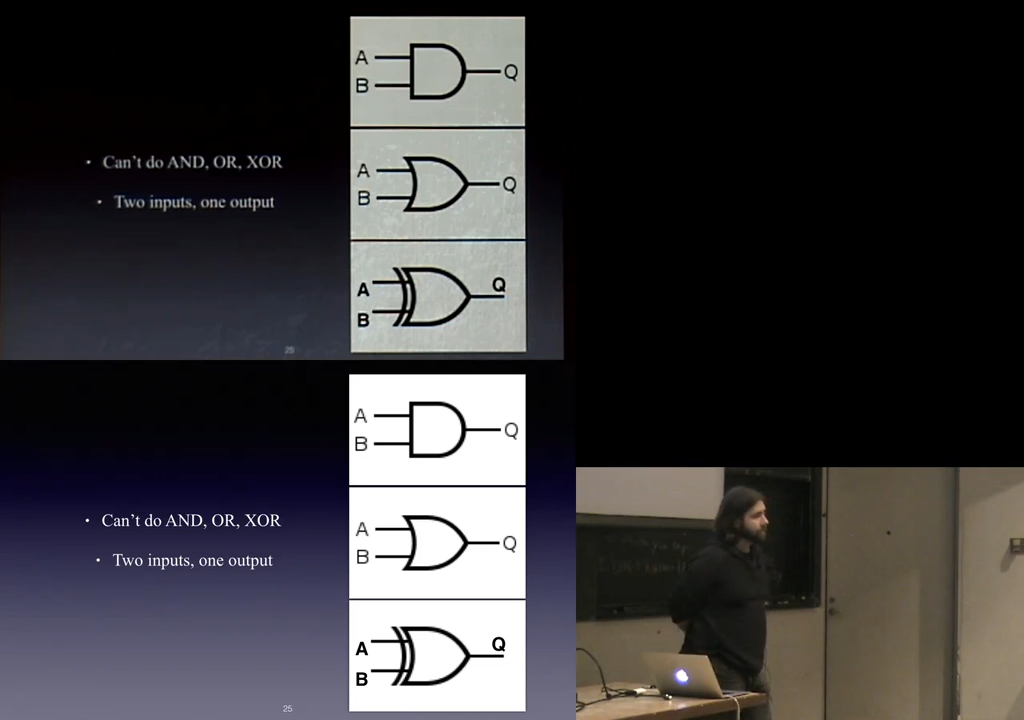 A
B
Q
• Can't do AND, OR, XOR
A
B
Q
• Two inputs, one output
A
B
Q
25
A
B
Q
• Can't do AND, OR, XOR
A
B
Q
• Two inputs, one output
A
B
Q
25